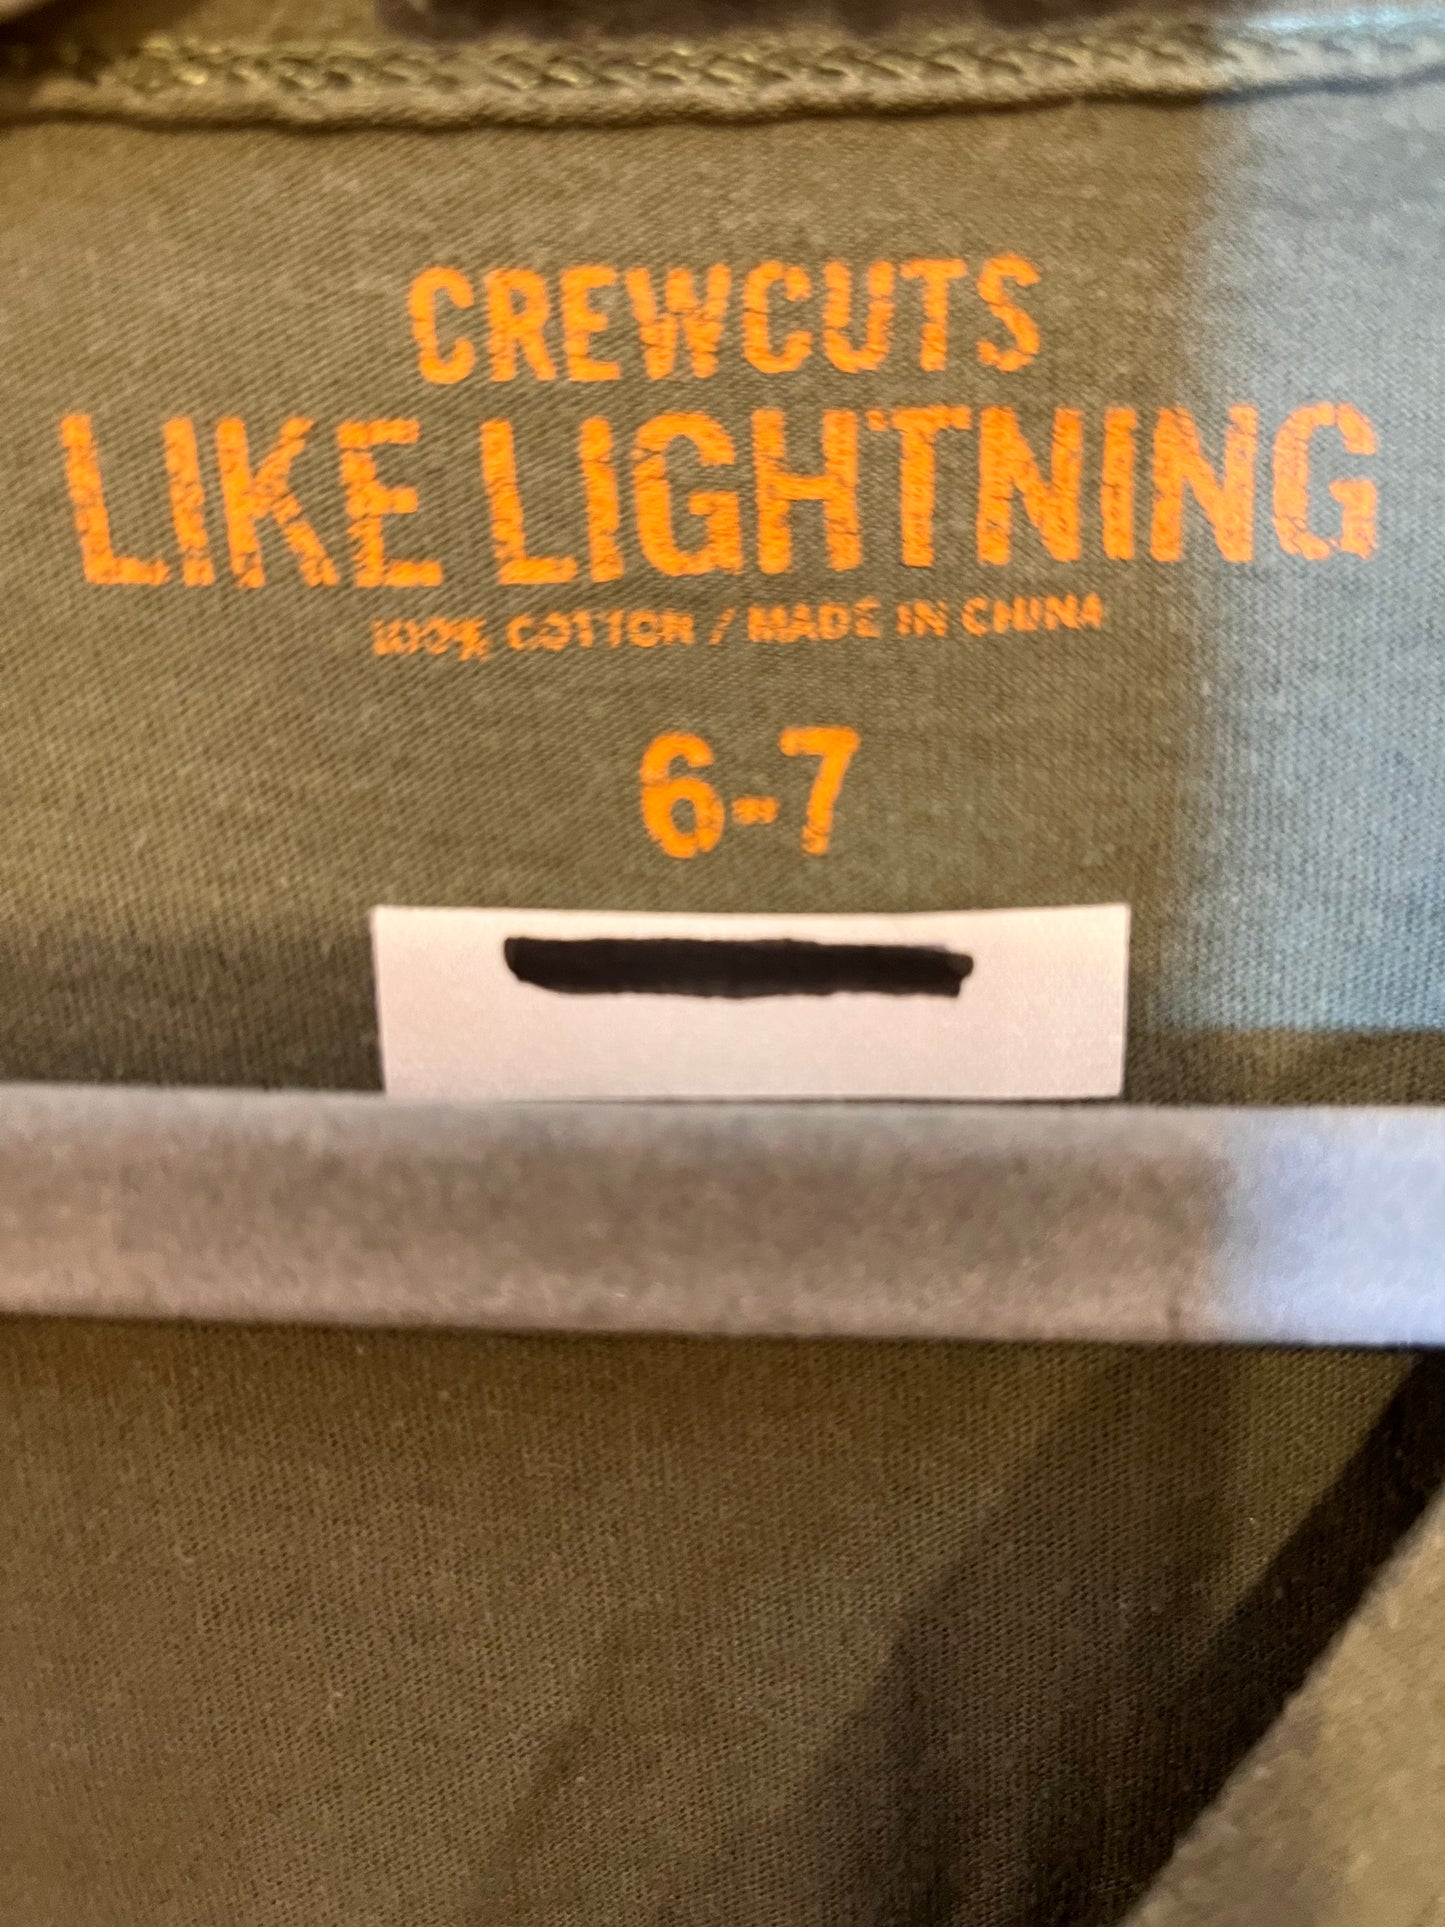 CREWCUTS
LIKE LIGHTNING
100% COTTON / MADE IN CHINA
6-7